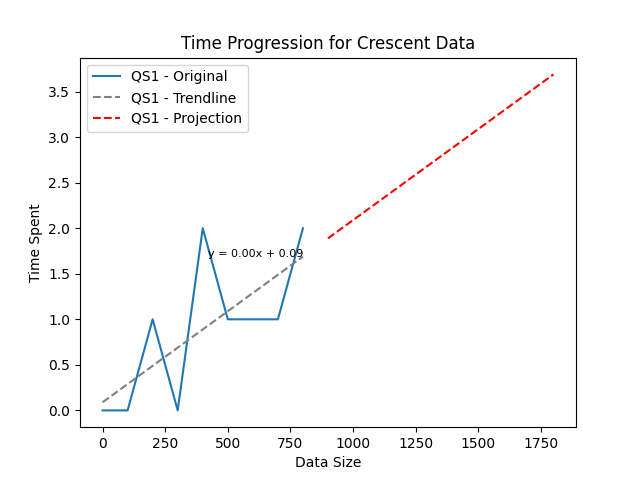 Time Progression for Crescent Data
QS1 - Original
QS1 - Trendline
QS1 - Projection
3.5
3.0
2.5
2.0
1.5
1.0
0.5
0.0
Time Spent
y = 0.00x + 0.09
0 250 500 750 1000 1250 1500 1750
Data Size